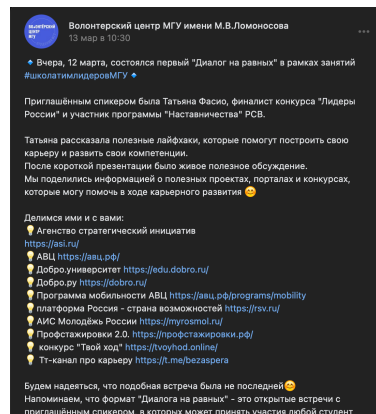 ВОЛОНТЁРСКИЙ
ЦЕНТР
МГУ
Волонтерский центр МГУ имени М.В.Ломоносова
13 мар в 10:30
🔹 Вчера, 12 марта, состоялся первый "Диалог на равных" в рамках занятий
#школатимлидеровМГУ 🔹
Приглашённым спикером была Татьяна Фасио, финалист конкурса "Лидеры
России" и участник программы "Наставничества" РСВ.
Татьяна рассказала полезные лайфхаки, которые помогут построить свою
карьеру и развить свои компетенции.
После короткой презентации было живое полезное обсуждение.
Мы поделились информацией о полезных проектах, порталах и конкурсах,
которые могу помочь в ходе карьерного развития 😊
Делимся ими и с вами:
💡 Агенство стратегический инициатив
https://asi.ru/
💡 АВЦ https://авц.рф/
💡 Добро.университет https://edu.dobro.ru/
💡 Добро.ру https://dobro.ru/
💡 Программа мобильности АВЦ https://авц.рф/programs/mobility
💡 платформа Россия - страна возможностей https://rsv.ru/
💡 АИС Молодёжь России https://myrosmol.ru/
💡 Профстажировки 2.0. https://профстажировки.рф/
💡 конкурс "Твой ход" https://tvoyhod.online/
💡 Тг-канал про карьеру https://t.me/bezaspera
Будем надеяться, что подобная встреча была не последней😊
Напоминаем, что формат "Диалога на равных" - это открытые встречи с
приглашённым спикером, в которых может принять участия любой студент